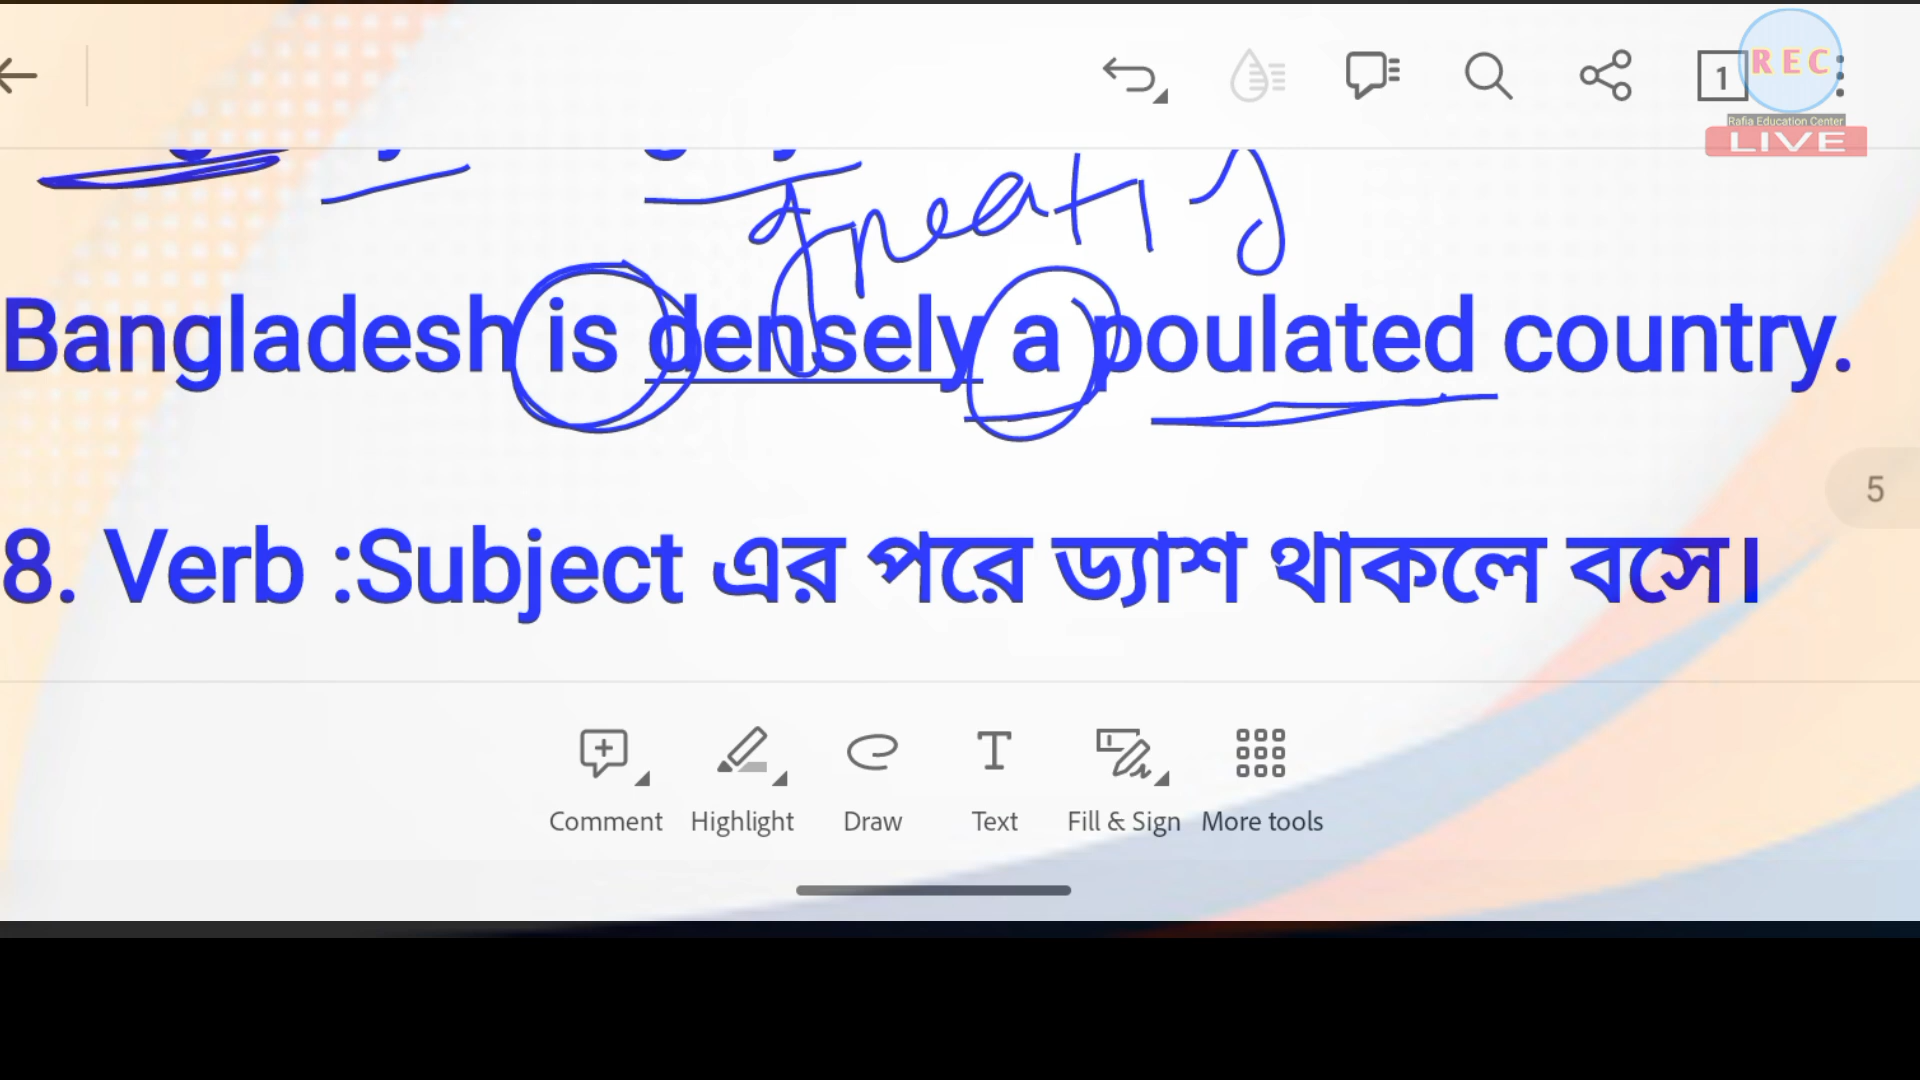 1
REC
Rafia Education Center
LIVE
Bangladesh is densely a poulated country.
5
8. Verb :Subject এর পরে ড্যাশ থাকলে বসে।
Comment Highlight Draw Text Fill & Sign More tools